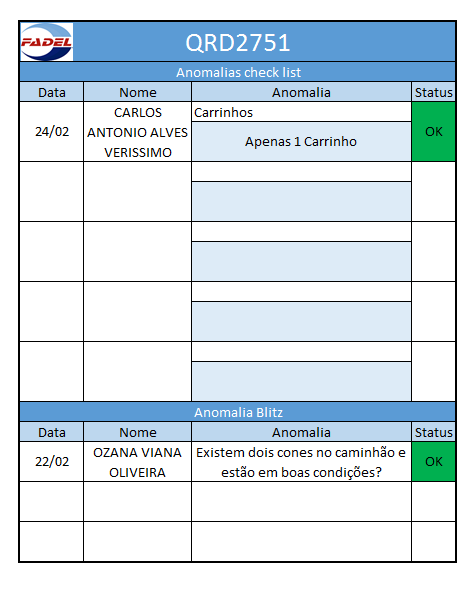 FADEL
QRD2751
Anomalias check list
Data Nome Anomalia Status
24/02
CARLOS
ANTONIO ALVES
VERISSIMO
Carrinhos
Apenas 1 Carrinho
OK
Anomalia Blitz
Data Nome Anomalia Status
22/02
OZANA VIANA
OLIVEIRA
Existem dois cones no caminhão e
estão em boas condições?
OK